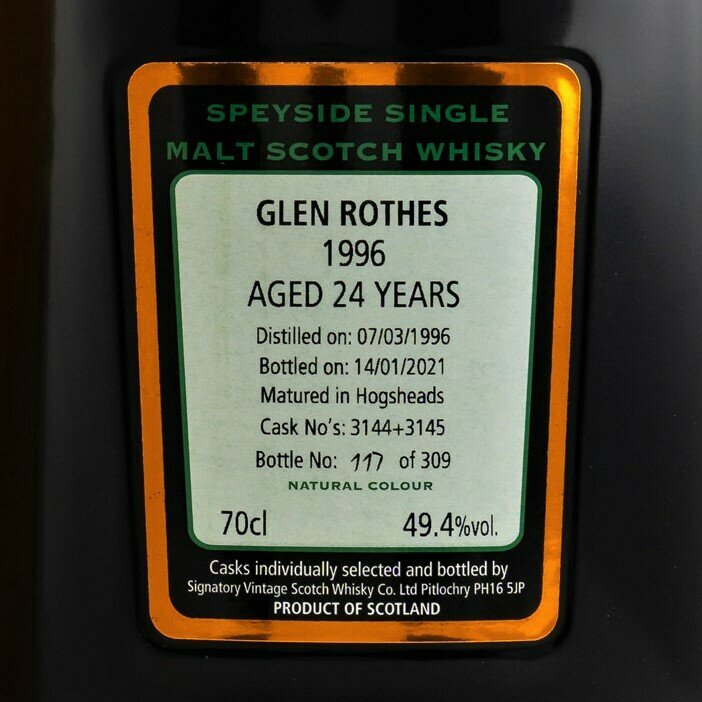 SPEYSIDE SINGLE
MALT SCOTCH WHISKY
GLEN ROTHES
1996
AGED 24 YEARS
Distilled on: 07/03/1996
Bottled on: 14/01/2021
Matured in Hogsheads
Cask No's: 3144+3145
Bottle No: 117 of 309
NATURAL COLOUR
70cl 49.4%vol.
Casks individually selected and bottled by
Signatory Vintage Scotch Whisky Co. Ltd Pitlochry PH16 5JP
PRODUCT OF SCOTLAND